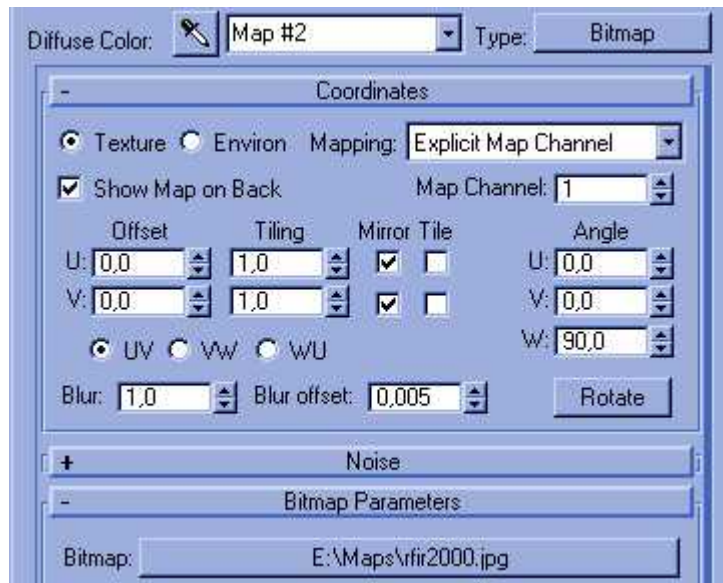 Diffuse Color: Map #2 Type: Bitmap
- Coordinates
Texture Environ Mapping: Explicit Map Channel
Show Map on Back Map Channel: 1
Offset Tiling Mirror Tile Angle
U: 0,0 1,0 U: 0,0
V: 0,0 1,0 V: 0,0
UV VW WU W: 90,0
Blur: 1,0 Blur offset: 0,005 Rotate
+ Noise
- Bitmap Parameters
Bitmap: E:\Maps\rfir2000.jpg